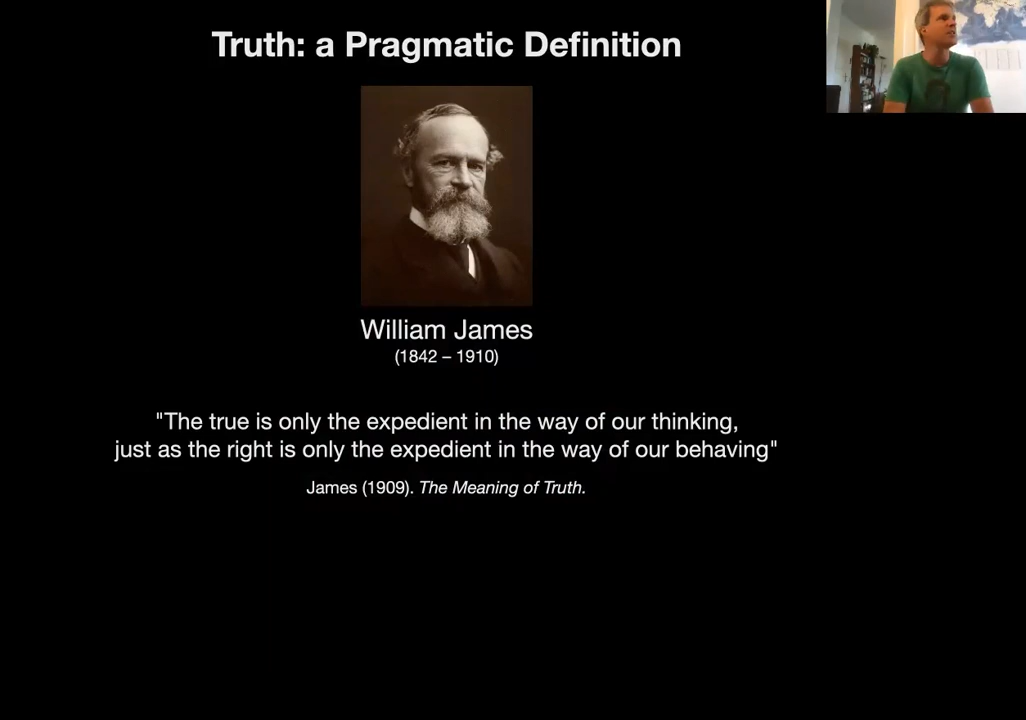 Truth: a Pragmatic Definition
William James
(1842 – 1910)
"The true is only the expedient in the way of our thinking,
just as the right is only the expedient in the way of our behaving"
James (1909). The Meaning of Truth.